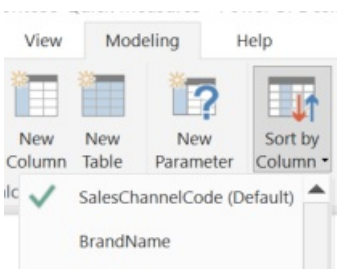 View Modeling Help
New Column
New Table
New Parameter
Sort by Column
SalesChannelCode (Default)
BrandName